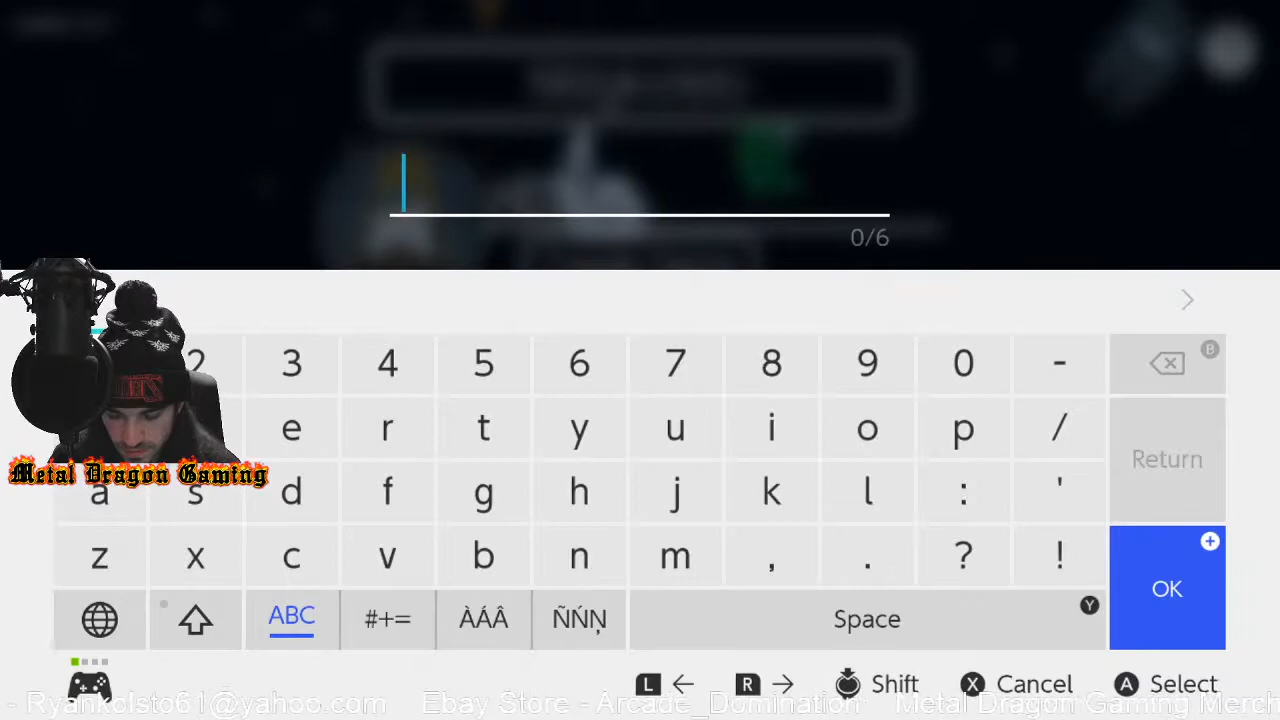 0/6
2 3 4 5 6 7 8 9 0 - B
e r t y u i o p / Return
Metal Dragon Gaming
a s d f g h j k l : '
z x c v b n m , . ? ! + OK
ABC #+= ÀÁÂ ÑŃŅ Space Y
L ← R → Shift X Cancel A Select
- Ryankolsto61@yahoo.com Ebay Store - Arcade_Domination Metal Dragon Gaming Merch